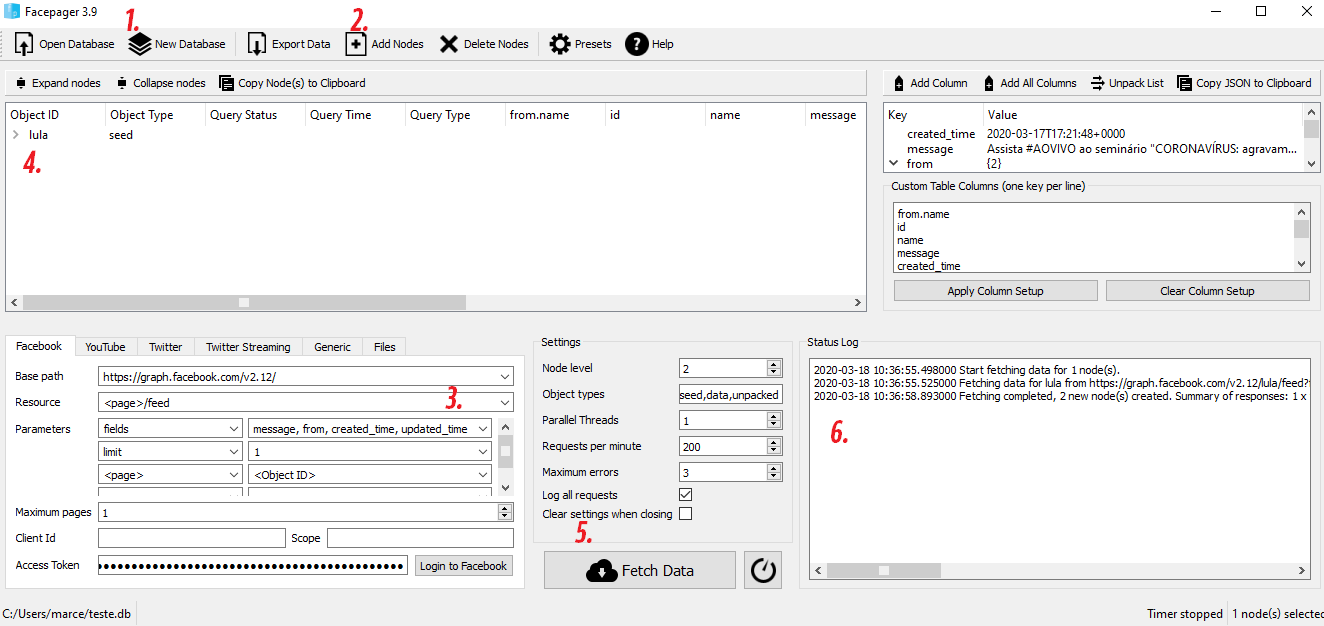 Facepager 3.9
1.
2.
Open Database New Database Export Data Add Nodes Delete Nodes Presets Help
Expand nodes Collapse nodes Copy Node(s) to Clipboard
Object ID Object Type Query Status Query Time Query Type from.name id name message
lula seed
4.
Add Column Add All Columns Unpack List Copy JSON to Clipboard
Key Value
created_time 2020-03-17T17:21:48+0000
message Assista #AOVIVO ao seminário "CORONAVÍRUS: agravam...
from {2}
Custom Table Columns (one key per line)
from.name
id
name
message
created_time
Apply Column Setup Clear Column Setup
Facebook YouTube Twitter Twitter Streaming Generic Files
Base path https://graph.facebook.com/v2.12/
Resource <page>/feed
3.
Parameters fields message, from, created_time, updated_time
limit 1
<page> <Object ID>
Maximum pages 1
Client Id Scope
Access Token Login to Facebook
Settings
Node level 2
Object types seed,data,unpacked
Parallel Threads 1
Requests per minute 200
Maximum errors 3
Log all requests
Clear settings when closing
5.
Fetch Data
Status Log
2020-03-18 10:36:55.498000 Start fetching data for 1 node(s).
2020-03-18 10:36:55.525000 Fetching data for lula from https://graph.facebook.com/v2.12/lula/feed?
2020-03-18 10:36:58.893000 Fetching completed, 2 new node(s) created. Summary of responses: 1 x
6.
C:/Users/marce/teste.db Timer stopped 1 node(s) selected